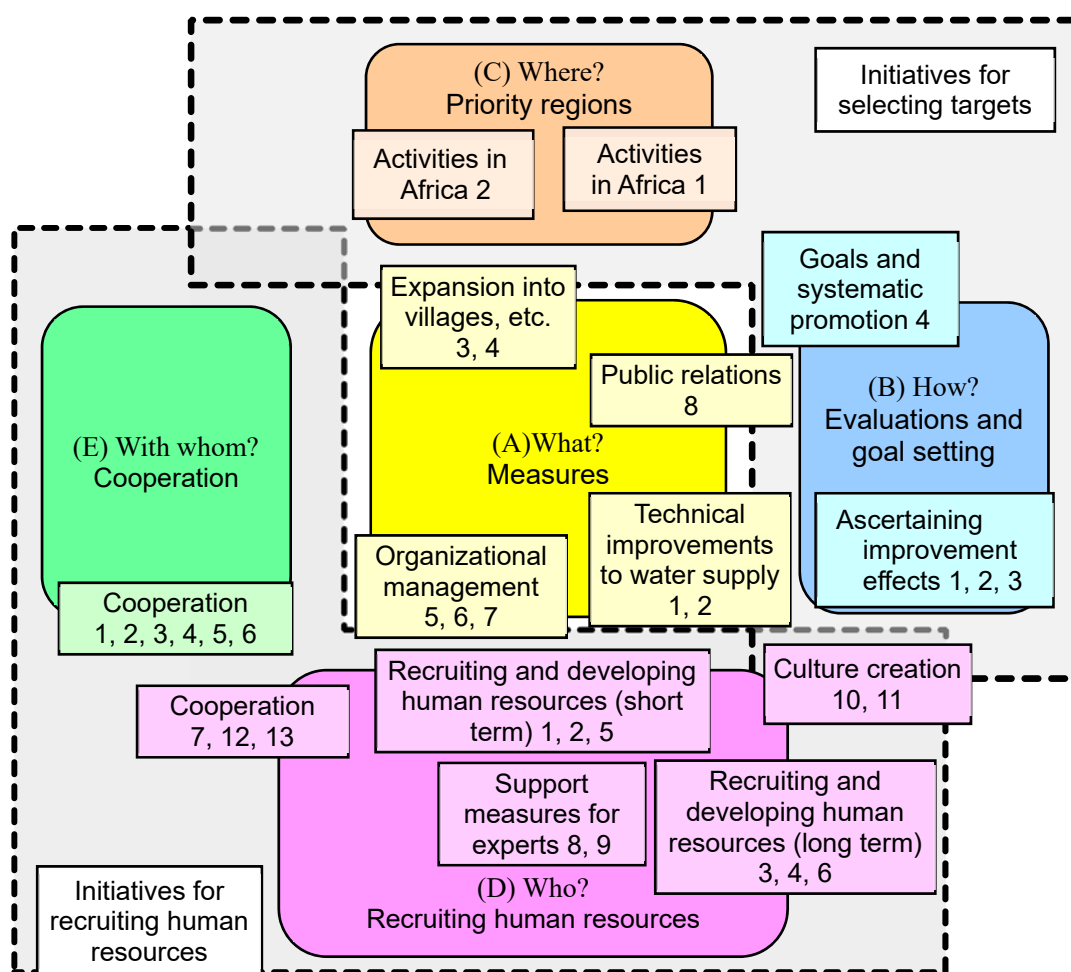 (C) Where?
Priority regions
Initiatives for
selecting targets
Activities in
Africa 2
Activities
in Africa 1
Expansion into
villages, etc.
3, 4
Goals and
systematic
promotion 4
Public relations
8
(E) With whom?
Cooperation
(A)What?
Measures
(B) How?
Evaluations and
goal setting
Organizational
management
5, 6, 7
Technical
improvements
to water supply
1, 2
Ascertaining
improvement
effects 1, 2, 3
Cooperation
1, 2, 3, 4, 5, 6
Cooperation
7, 12, 13
Recruiting and developing
human resources (short
term) 1, 2, 5
Culture creation
10, 11
Support
measures for
experts 8, 9
Recruiting and
developing human
resources (long term)
3, 4, 6
(D) Who?
Recruiting human resources
Initiatives for
recruiting human
resources